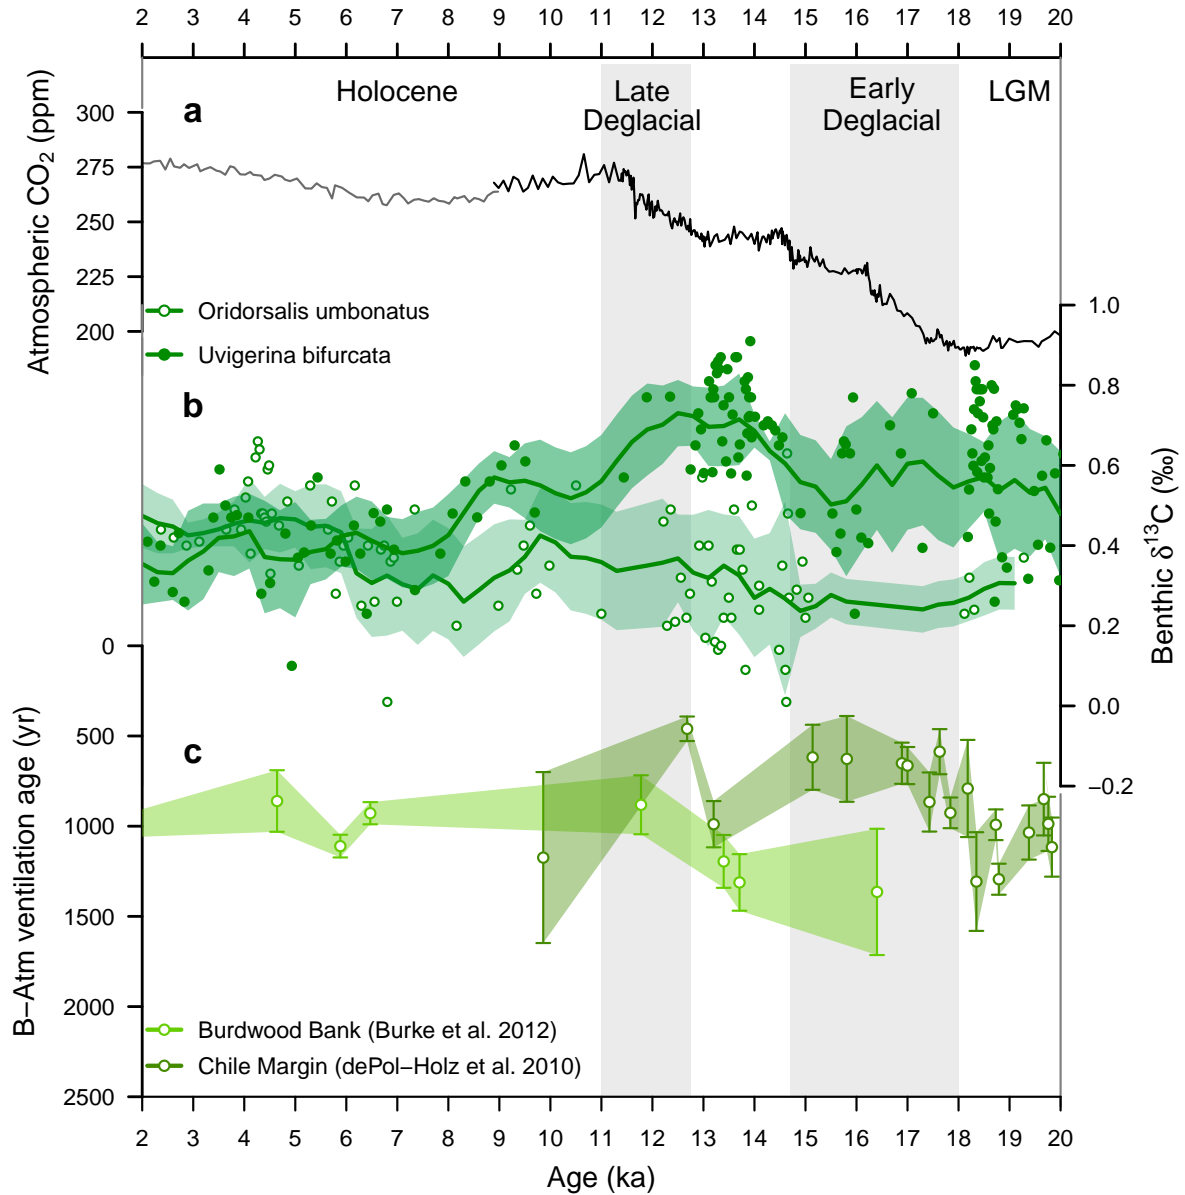 2 3 4 5 6 7 8 9 10 11 12 13 14 15 16 17 18 19 20
Holocene
Late
Deglacial
Early
Deglacial
LGM
a
Atmospheric CO2 (ppm)
300
275
250
225
200
Oridorsalis umbonatus
Uvigerina bifurcata
b
1.0
0.8
0.6
0.4
0.2
0.0
−0.2
Benthic δ13C (‰)
c
B−Atm ventilation age (yr)
0
500
1000
1500
2000
2500
Burdwood Bank (Burke et al. 2012)
Chile Margin (dePol−Holz et al. 2010)
2 3 4 5 6 7 8 9 10 11 12 13 14 15 16 17 18 19 20
Age (ka)